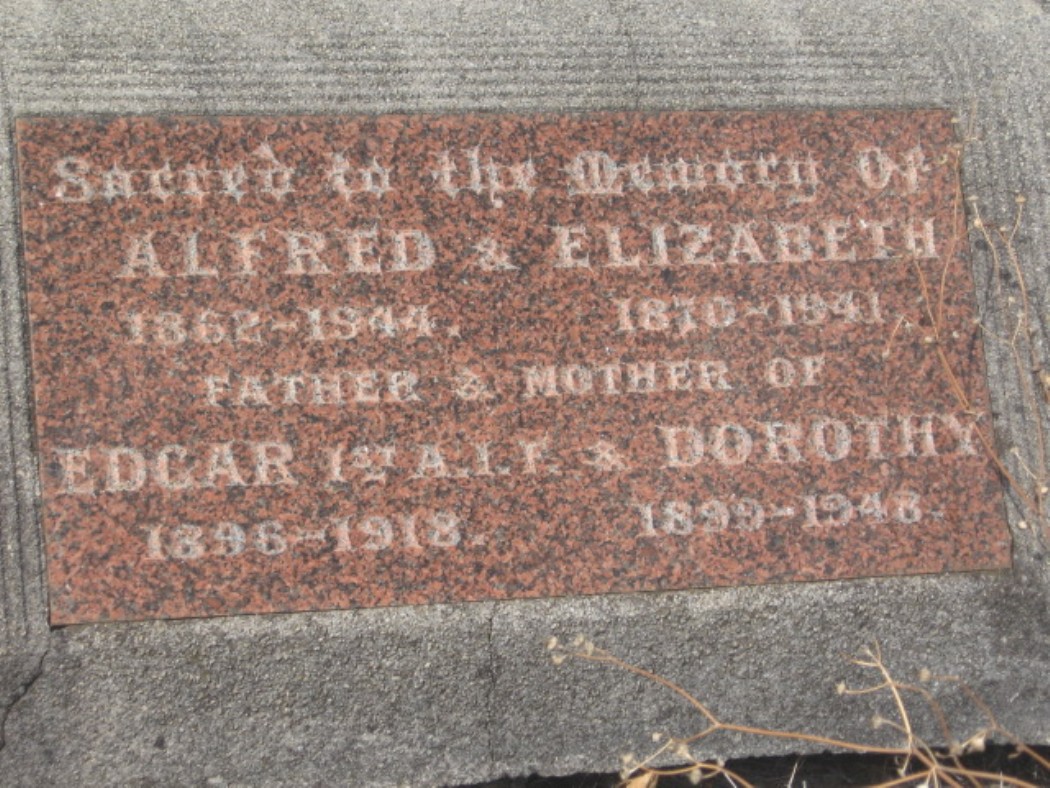 Sacred to the Memory Of
ALFRED & ELIZABETH
1862-1944. 1870-1941.
FATHER & MOTHER OF
EDGAR 1ST A.I.F. & DOROTHY
1896-1918. 1899-1948.